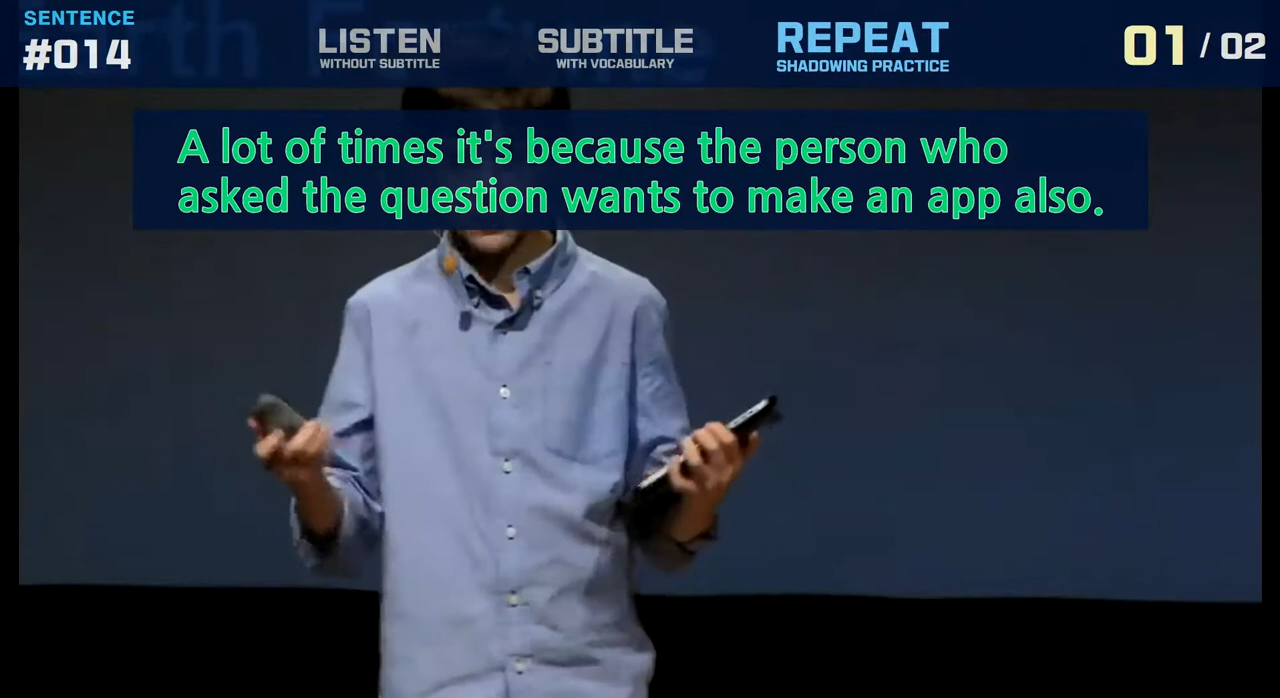 SENTENCE
#014
LISTEN
WITHOUT SUBTITLE
SUBTITLE
WITH VOCABULARY
REPEAT
SHADOWING PRACTICE
01 / 02
A lot of times it's because the person who
asked the question wants to make an app also.